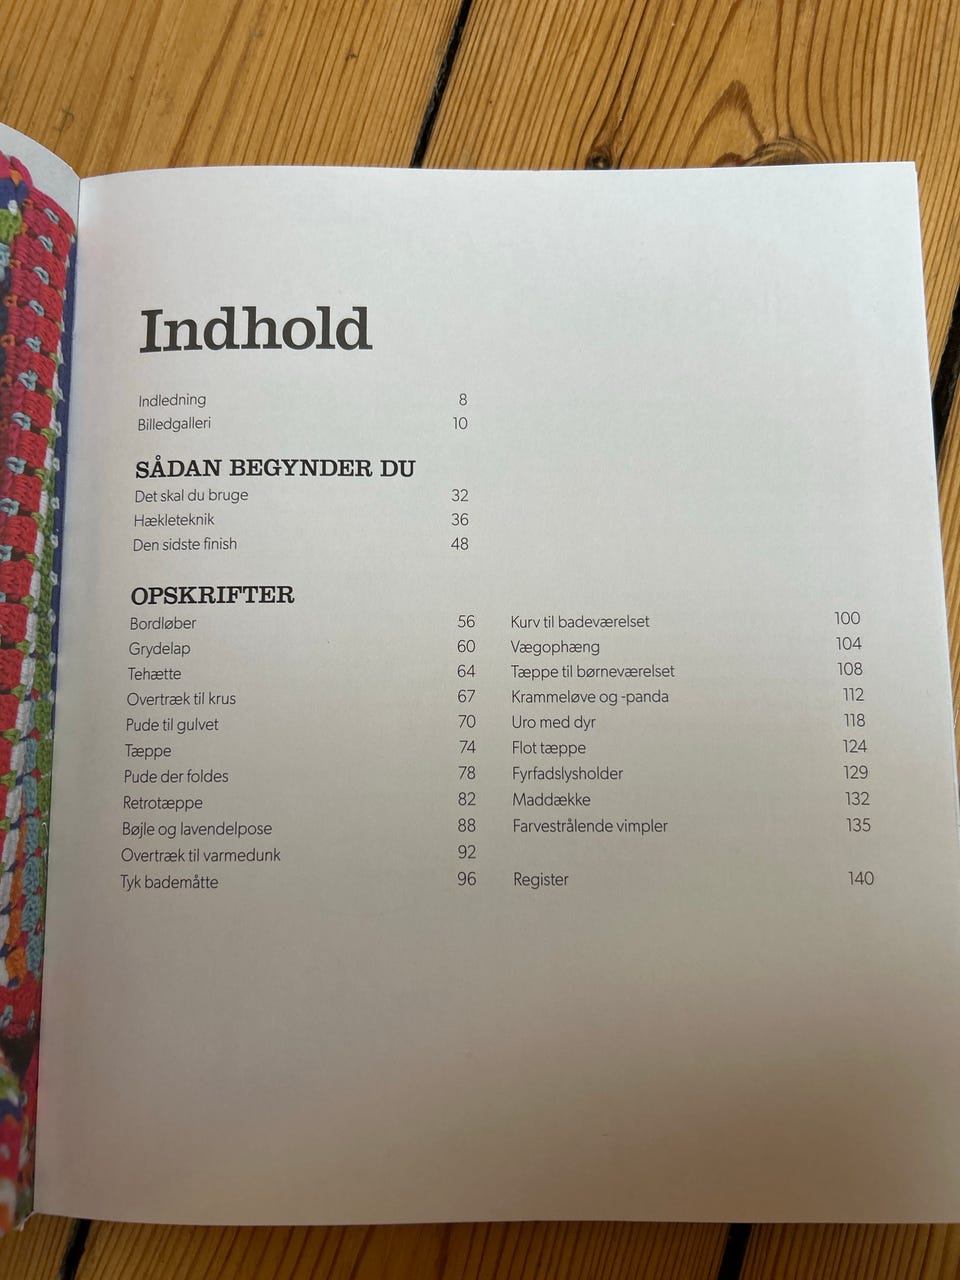 Indhold
Indledning 8
Billedgalleri 10
SÅDAN BEGYNDER DU
Det skal du bruge 32
Hækleteknik 36
Den sidste finish 48
OPSKRIFTER
Bordløber 56
Grydelap 60
Tehætte 64
Overtræk til krus 67
Pude til gulvet 70
Tæppe 74
Pude der foldes 78
Retrotæppe 82
Bøjle og lavendelpose 88
Overtræk til varmedunk 92
Tyk bademåtte 96
Kurv til badeværelset 100
Vægophæng 104
Tæppe til børneværelset 108
Krammeløve og -panda 112
Uro med dyr 118
Flot tæppe 124
Fyrfadslysholder 129
Maddække 132
Farvestrålende vimpler 135
Register 140